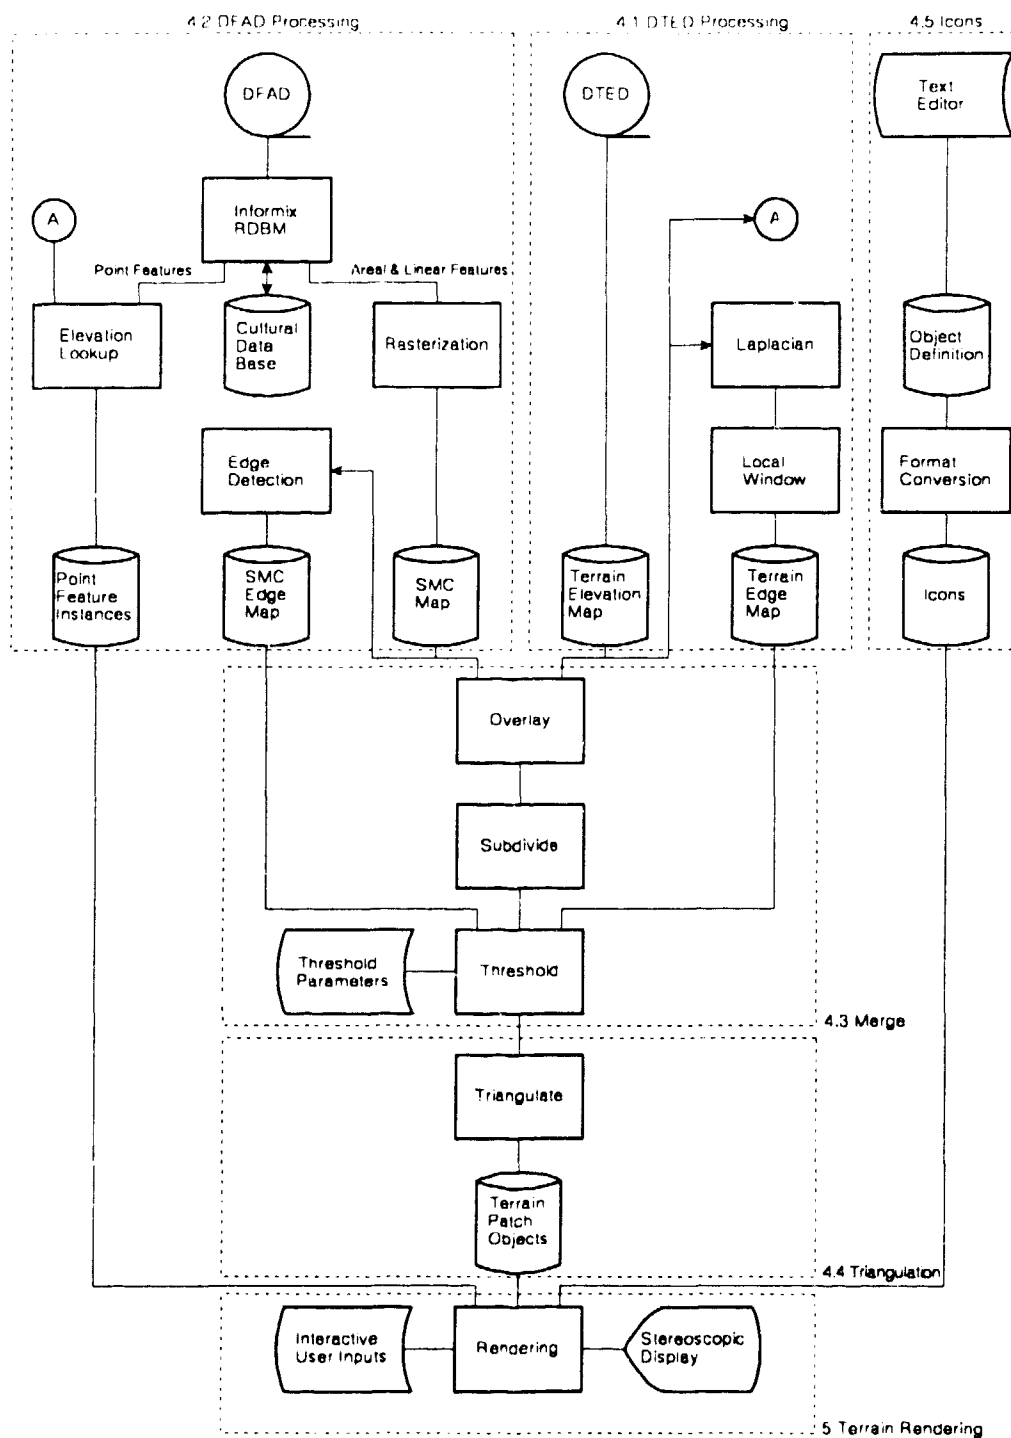 4.2 DFAD Processing
4.1 DTED Processing
4.5 Icons
DFAD
DTED
Text
Editor
A
Informix
RDBM
A
Point Features
Areal & Linear Features
Elevation
Lookup
Cultural
Data
Base
Rasterization
Laplacian
Object
Definition
Edge
Detection
Local
Window
Format
Conversion
Point
Feature
Instances
SMC
Edge
Map
SMC
Map
Terrain
Elevation
Map
Terrain
Edge
Map
Icons
Overlay
Subdivide
Threshold
Parameters
Threshold
4.3 Merge
Triangulate
Terrain
Patch
Objects
4.4 Triangulation
Interactive
User Inputs
Rendering
Stereoscopic
Display
5 Terrain Rendering